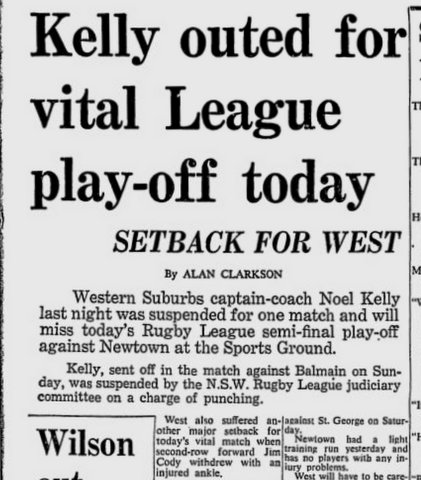 Kelly outed for
vital League
play-off today
SETBACK FOR WEST
By ALAN CLARKSON
Western Suburbs captain-coach Noel Kelly
last night was suspended for one match and will
miss today's Rugby League semi-final play-off
against Newtown at the Sports Ground.
Kelly, sent off in the match against Balmain on Sun-
day, was suspended by the N.S.W. Rugby League judiciary
committee on a charge of punching.
Wilson
out
West also suffered an-
other major setback for
today's vital match when
second-row forward Jim
Cody withdrew with an
injured ankle.
against St. George on Satur-
day.
Newtown had a light
training run yesterday and
has no players with any in-
jury problems.
West will have to be care-